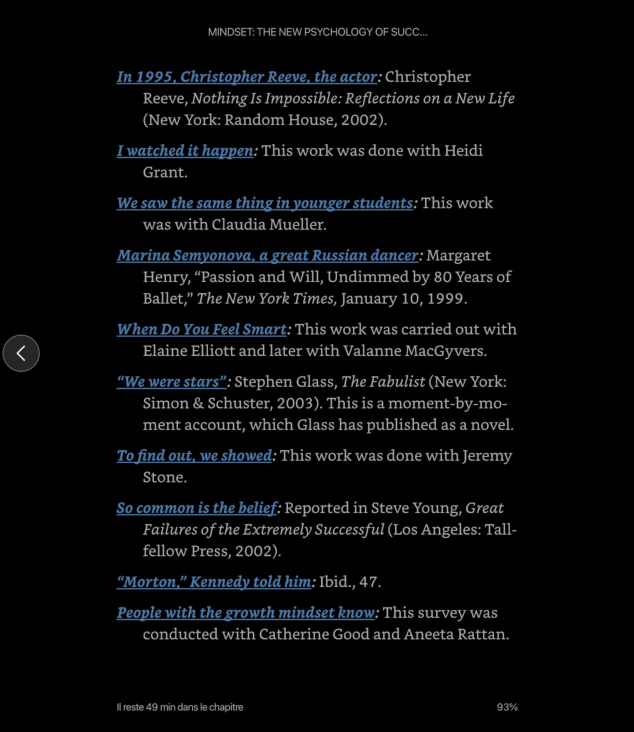 MINDSET: THE NEW PSYCHOLOGY OF SUCC...
In 1995, Christopher Reeve, the actor: Christopher
Reeve, Nothing Is Impossible: Reflections on a New Life
(New York: Random House, 2002).
I watched it happen: This work was done with Heidi
Grant.
We saw the same thing in younger students: This work
was with Claudia Mueller.
Marina Semyonova, a great Russian dancer: Margaret
Henry, “Passion and Will, Undimmed by 80 Years of
Ballet,” The New York Times, January 10, 1999.
When Do You Feel Smart: This work was carried out with
Elaine Elliott and later with Valanne MacGyvers.
“We were stars”: Stephen Glass, The Fabulist (New York:
Simon & Schuster, 2003). This is a moment-by-mo-
ment account, which Glass has published as a novel.
To find out, we showed: This work was done with Jeremy
Stone.
So common is the belief: Reported in Steve Young, Great
Failures of the Extremely Successful (Los Angeles: Tall-
fellow Press, 2002).
“Morton,” Kennedy told him: Ibid., 47.
People with the growth mindset know: This survey was
conducted with Catherine Good and Aneeta Rattan.
Il reste 49 min dans le chapitre
93%